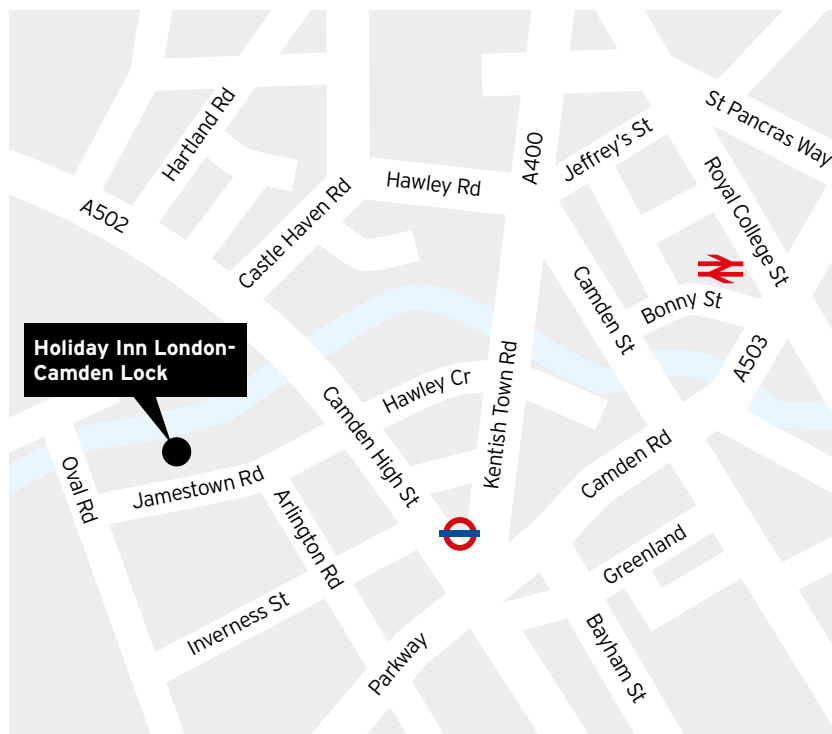 Hartland Rd
A502
Castle Haven Rd
Hawley Rd
A400
Jeffrey's St
St Pancras Way
Royal College St
Bonny St
Camden St
A503
Holiday Inn London-
Camden Lock
Hawley Cr
Camden High St
Kentish Town Rd
Camden Rd
Oval Rd
Jamestown Rd
Arlington Rd
Greenland
Inverness St
Parkway
Bayham St